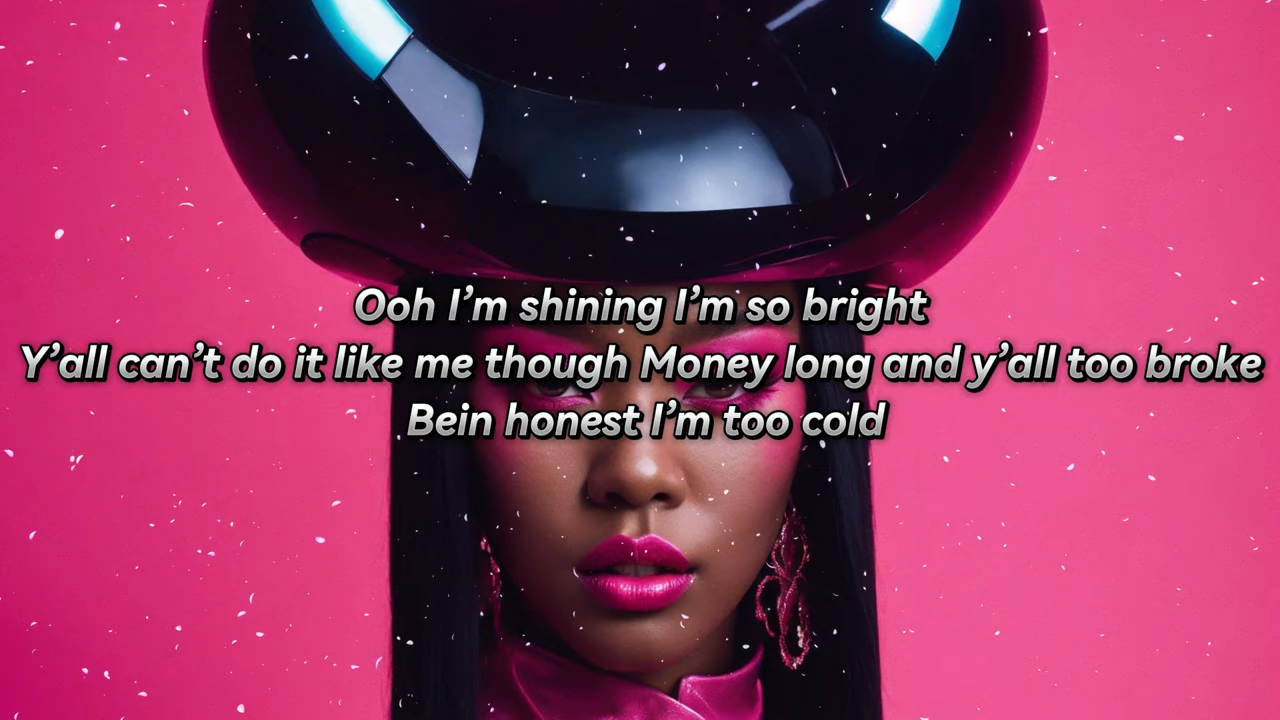 Ooh I’m shining I’m so bright
Y’all can’t do it like me though Money long and y’all too broke
Bein honest I’m too cold